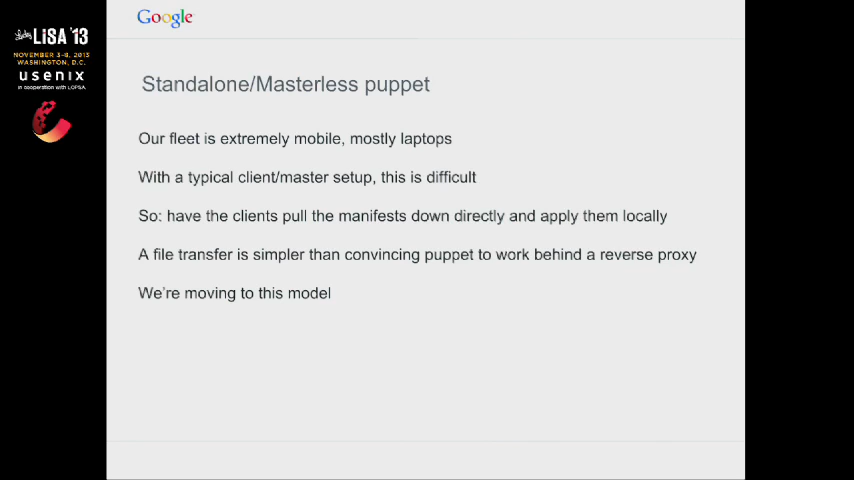 Google
Lucky LISA '13
NOVEMBER 3-8, 2013
WASHINGTON, D.C.
usenix
in cooperation with LOPSA
Standalone/Masterless puppet
Our fleet is extremely mobile, mostly laptops
With a typical client/master setup, this is difficult
So: have the clients pull the manifests down directly and apply them locally
A file transfer is simpler than convincing puppet to work behind a reverse proxy
We're moving to this model